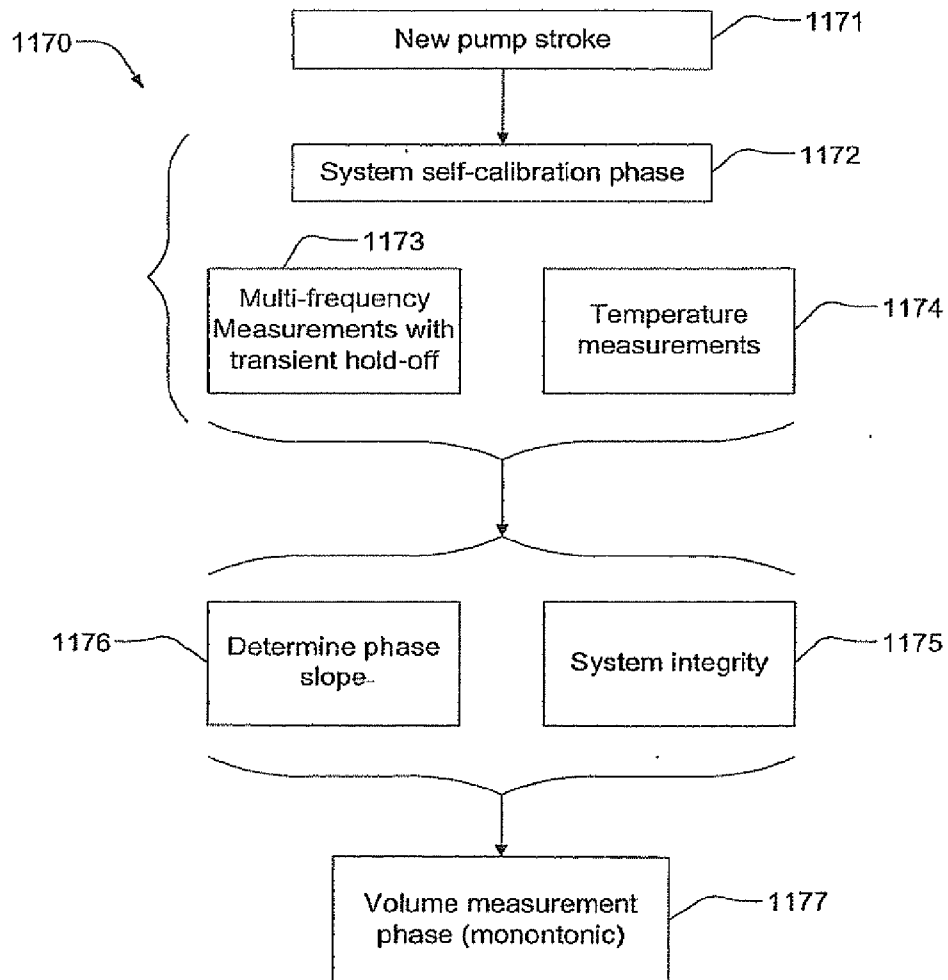 1170
New pump stroke
1171
System self-calibration phase
1172
1173
Multi-frequency
Measurements with
transient hold-off
Temperature
measurements
1174
1176
Determine phase
slope
System integrity
1175
Volume measurement
phase (monontonic)
1177